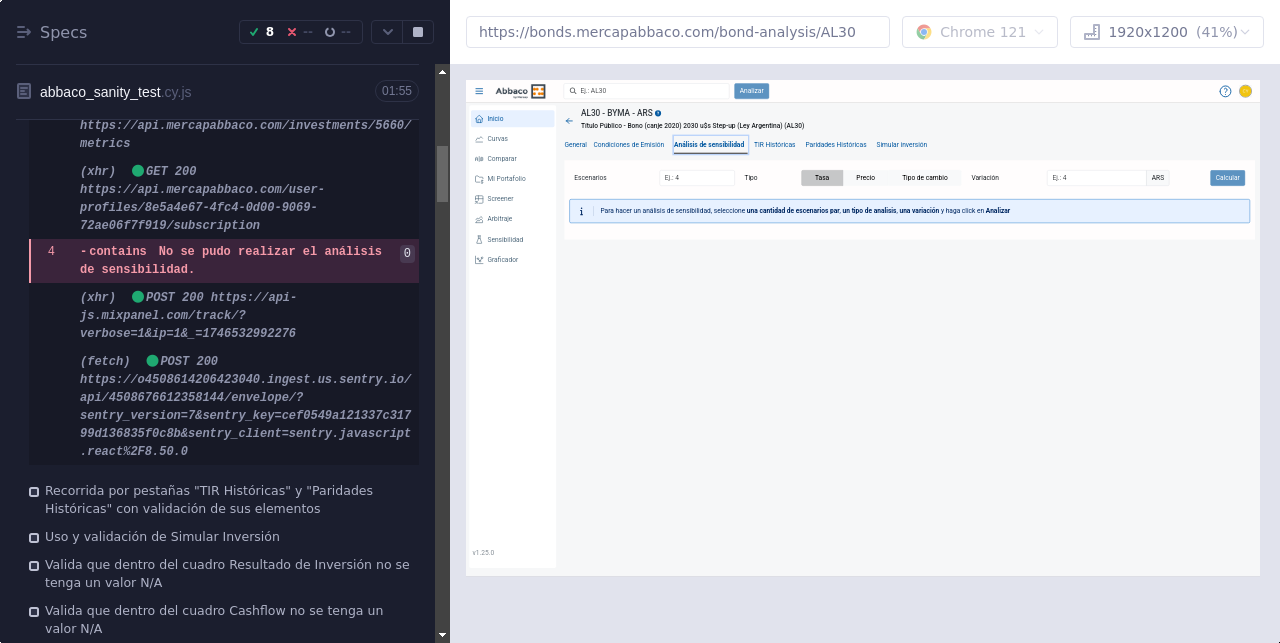 Specs
8
--
--
abbaco_sanity_test.cy.js
01:55
https://api.mercapabbaco.com/investments/5660/
metrics
(xhr) GET 200
https://api.mercapabbaco.com/user-
profiles/8e5a4e67-4fc4-0d00-9069-
72ae06f7f919/subscription
4 -contains No se pudo realizar el análisis
de sensibilidad.
0
(xhr) POST 200 https://api-
js.mixpanel.com/track/?
verbose=1&ip=1&_=1746532992276
(fetch) POST 200
https://o4508614206423040.ingest.us.sentry.io/
api/4508676612358144/envelope/?
sentry_version=7&sentry_key=cef0549a121337c317
99d136835f0c8b&sentry_client=sentry.javascript
.react%2F8.50.0
Recorrida por pestañas "TIR Históricas" y "Paridades
Históricas" con validación de sus elementos
Uso y validación de Simular Inversión
Valida que dentro del cuadro Resultado de Inversión no se
tenga un valor N/A
Valida que dentro del cuadro Cashflow no se tenga un
valor N/A
https://bonds.mercapabbaco.com/bond-analysis/AL30
Chrome 121
1920x1200 (41%)
Abbaco
Ej.: AL30
Analizar
Inicio
Curvas
Comparar
Mi Portafolio
Screener
Arbitraje
Sensibilidad
Graficador
v1.25.0
AL30 - BYMA - ARS
Título Público - Bono (canje 2020) 2030 u$s Step-up (Ley Argentina) (AL30)
General
Condiciones de Emisión
Análisis de sensibilidad
TIR Históricas
Paridades Históricas
Simular inversión
Escenarios
Ej.: 4
Tipo
Tasa
Precio
Tipo de cambio
Variación
Ej.: 4
ARS
Calcular
Para hacer un análisis de sensibilidad, seleccione una cantidad de escenarios par, un tipo de analisis, una variación y haga click en Analizar